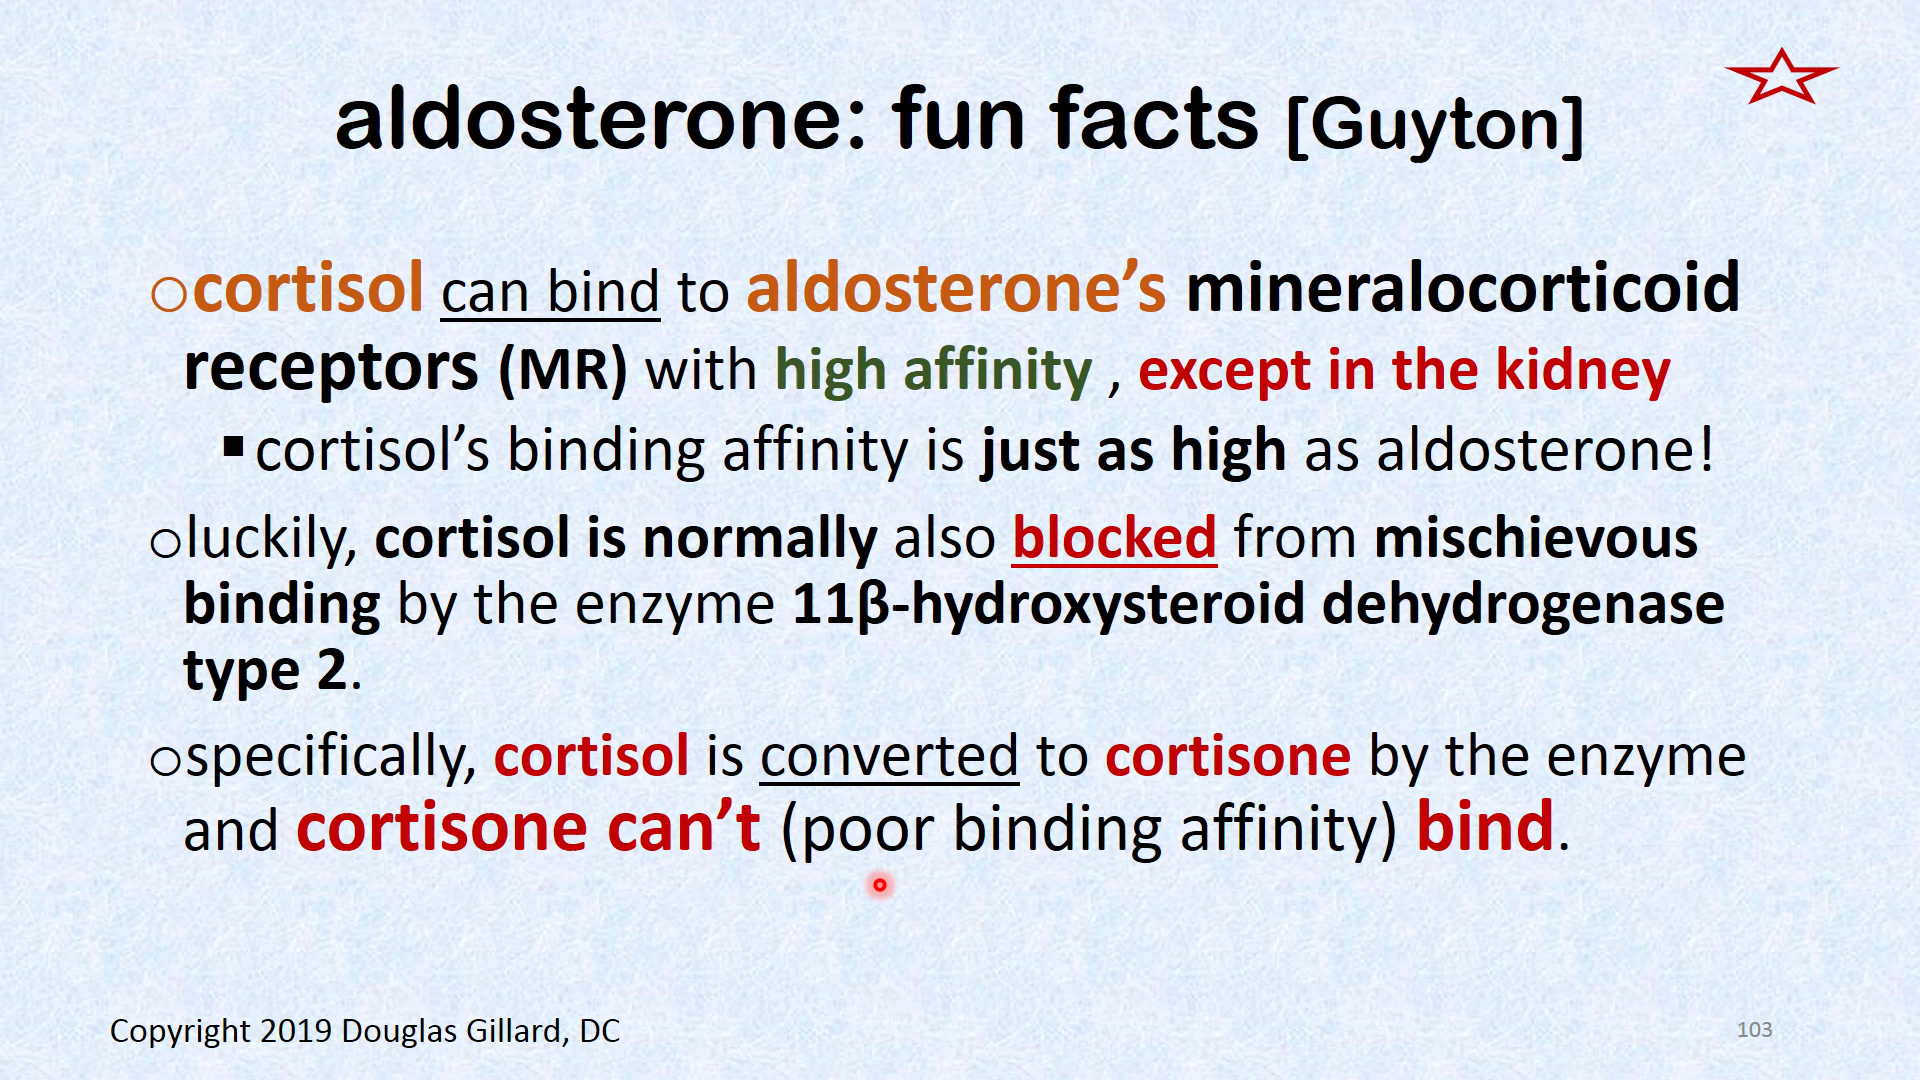 aldosterone: fun facts [Guyton]
cortisol can bind to aldosterone’s mineralocorticoid
receptors (MR) with high affinity , except in the kidney
cortisol’s binding affinity is just as high as aldosterone!
luckily, cortisol is normally also blocked from mischievous
binding by the enzyme 11β-hydroxysteroid dehydrogenase
type 2.
specifically, cortisol is converted to cortisone by the enzyme
and cortisone can’t (poor binding affinity) bind.
Copyright 2019 Douglas Gillard, DC
103